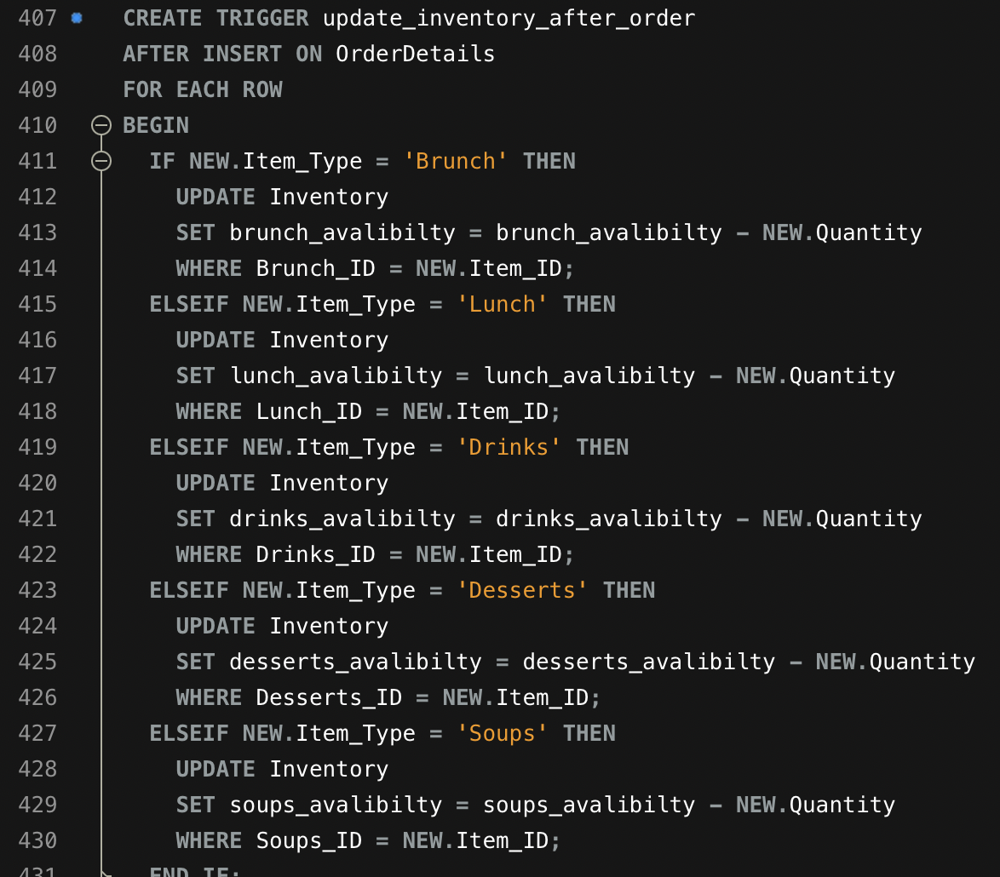 407 CREATE TRIGGER update_inventory_after_order
408 AFTER INSERT ON OrderDetails
409 FOR EACH ROW
410 BEGIN
411 IF NEW.Item_Type = 'Brunch' THEN
412 UPDATE Inventory
413 SET brunch_avalibilty = brunch_avalibilty - NEW.Quantity
414 WHERE Brunch_ID = NEW.Item_ID;
415 ELSEIF NEW.Item_Type = 'Lunch' THEN
416 UPDATE Inventory
417 SET lunch_avalibilty = lunch_avalibilty - NEW.Quantity
418 WHERE Lunch_ID = NEW.Item_ID;
419 ELSEIF NEW.Item_Type = 'Drinks' THEN
420 UPDATE Inventory
421 SET drinks_avalibilty = drinks_avalibilty - NEW.Quantity
422 WHERE Drinks_ID = NEW.Item_ID;
423 ELSEIF NEW.Item_Type = 'Desserts' THEN
424 UPDATE Inventory
425 SET desserts_avalibilty = desserts_avalibilty - NEW.Quantity
426 WHERE Desserts_ID = NEW.Item_ID;
427 ELSEIF NEW.Item_Type = 'Soups' THEN
428 UPDATE Inventory
429 SET soups_avalibilty = soups_avalibilty - NEW.Quantity
430 WHERE Soups_ID = NEW.Item_ID;
431 END IF;